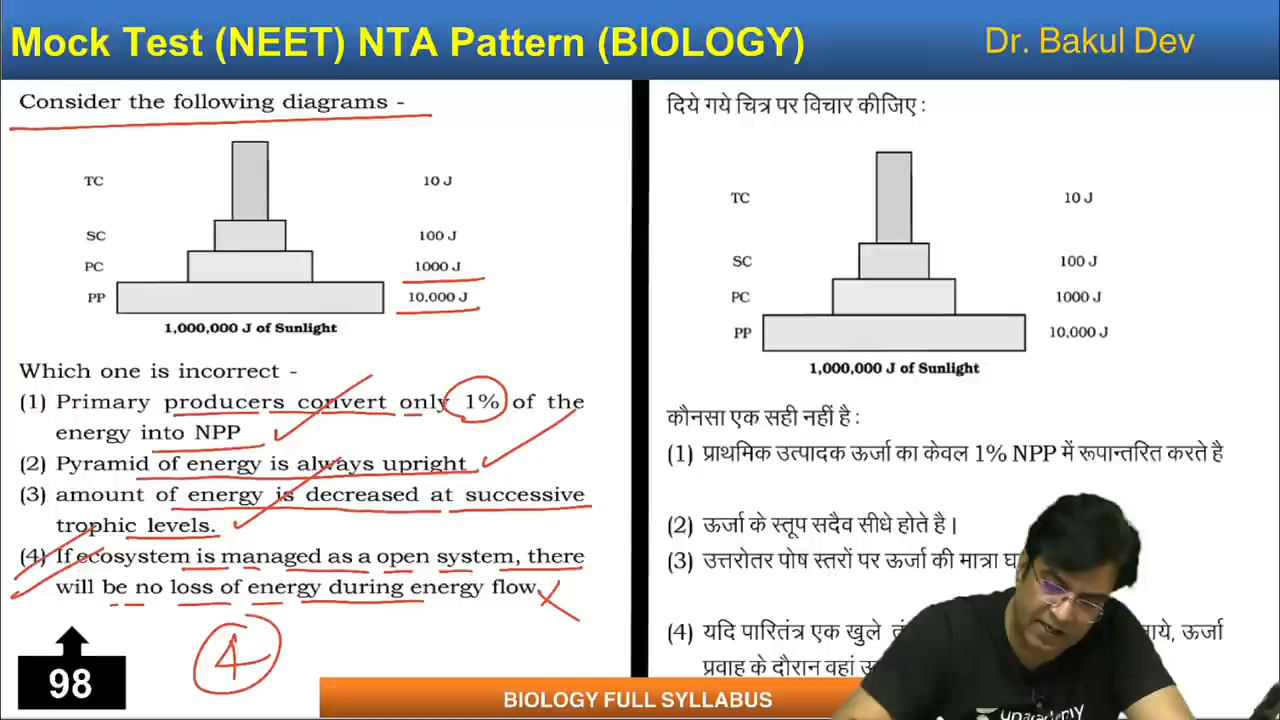 Mock Test (NEET) NTA Pattern (BIOLOGY)
Dr. Bakul Dev
Consider the following diagrams -
TC 10 J
SC 100 J
PC 1000 J
PP 10,000 J
1,000,000 J of Sunlight
Which one is incorrect -
(1) Primary producers convert only 1% of the
energy into NPP
(2) Pyramid of energy is always upright
(3) amount of energy is decreased at successive
trophic levels.
(4) If ecosystem is managed as a open system, there
will be no loss of energy during energy flow
4
98
दिये गये चित्र पर विचार कीजिए :
TC 10 J
SC 100 J
PC 1000 J
PP 10,000 J
1,000,000 J of Sunlight
कौनसा एक सही नहीं है :
(1) प्राथमिक उत्पादक ऊर्जा का केवल 1% NPP में रूपान्तरित करते है
(2) ऊर्जा के स्तूप सदैव सीधे होते है।
(3) उत्तरोतर पोष स्तरों पर ऊर्जा की मात्रा
(4) यदि पारितंत्र एक खुले ऊर्जा
प्रवाह के दौरान वहां
BIOLOGY FULL SYLLABUS
unacademy